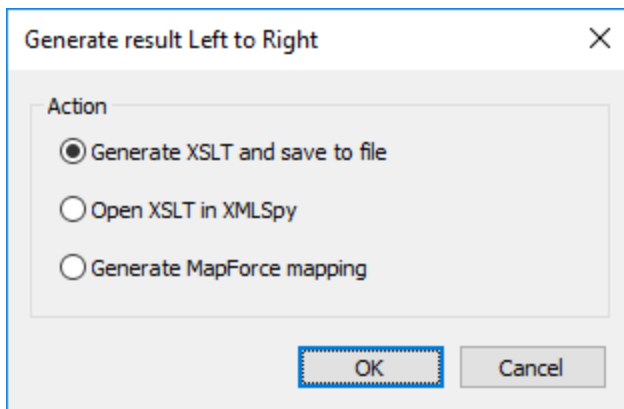 Generate result Left to Right
Action
Generate XSLT and save to file
Open XSLT in XMLSpy
Generate MapForce mapping
OK Cancel